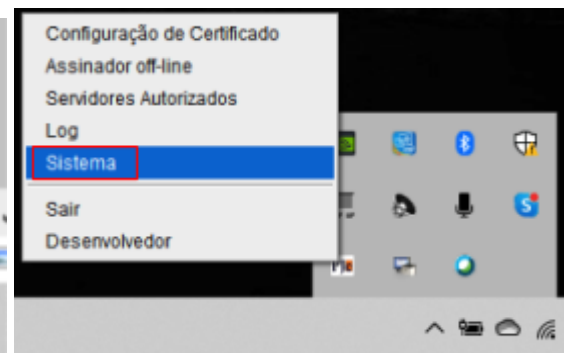 Configuração de Certificado
Assinador off-line
Servidores Autorizados
Log
Sistema
Sair
Desenvolvedor